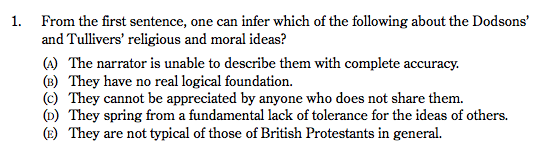 1. From the first sentence, one can infer which of the following about the Dodsons’
and Tullivers’ religious and moral ideas?
(A) The narrator is unable to describe them with complete accuracy.
(B) They have no real logical foundation.
(C) They cannot be appreciated by anyone who does not share them.
(D) They spring from a fundamental lack of tolerance for the ideas of others.
(E) They are not typical of those of British Protestants in general.